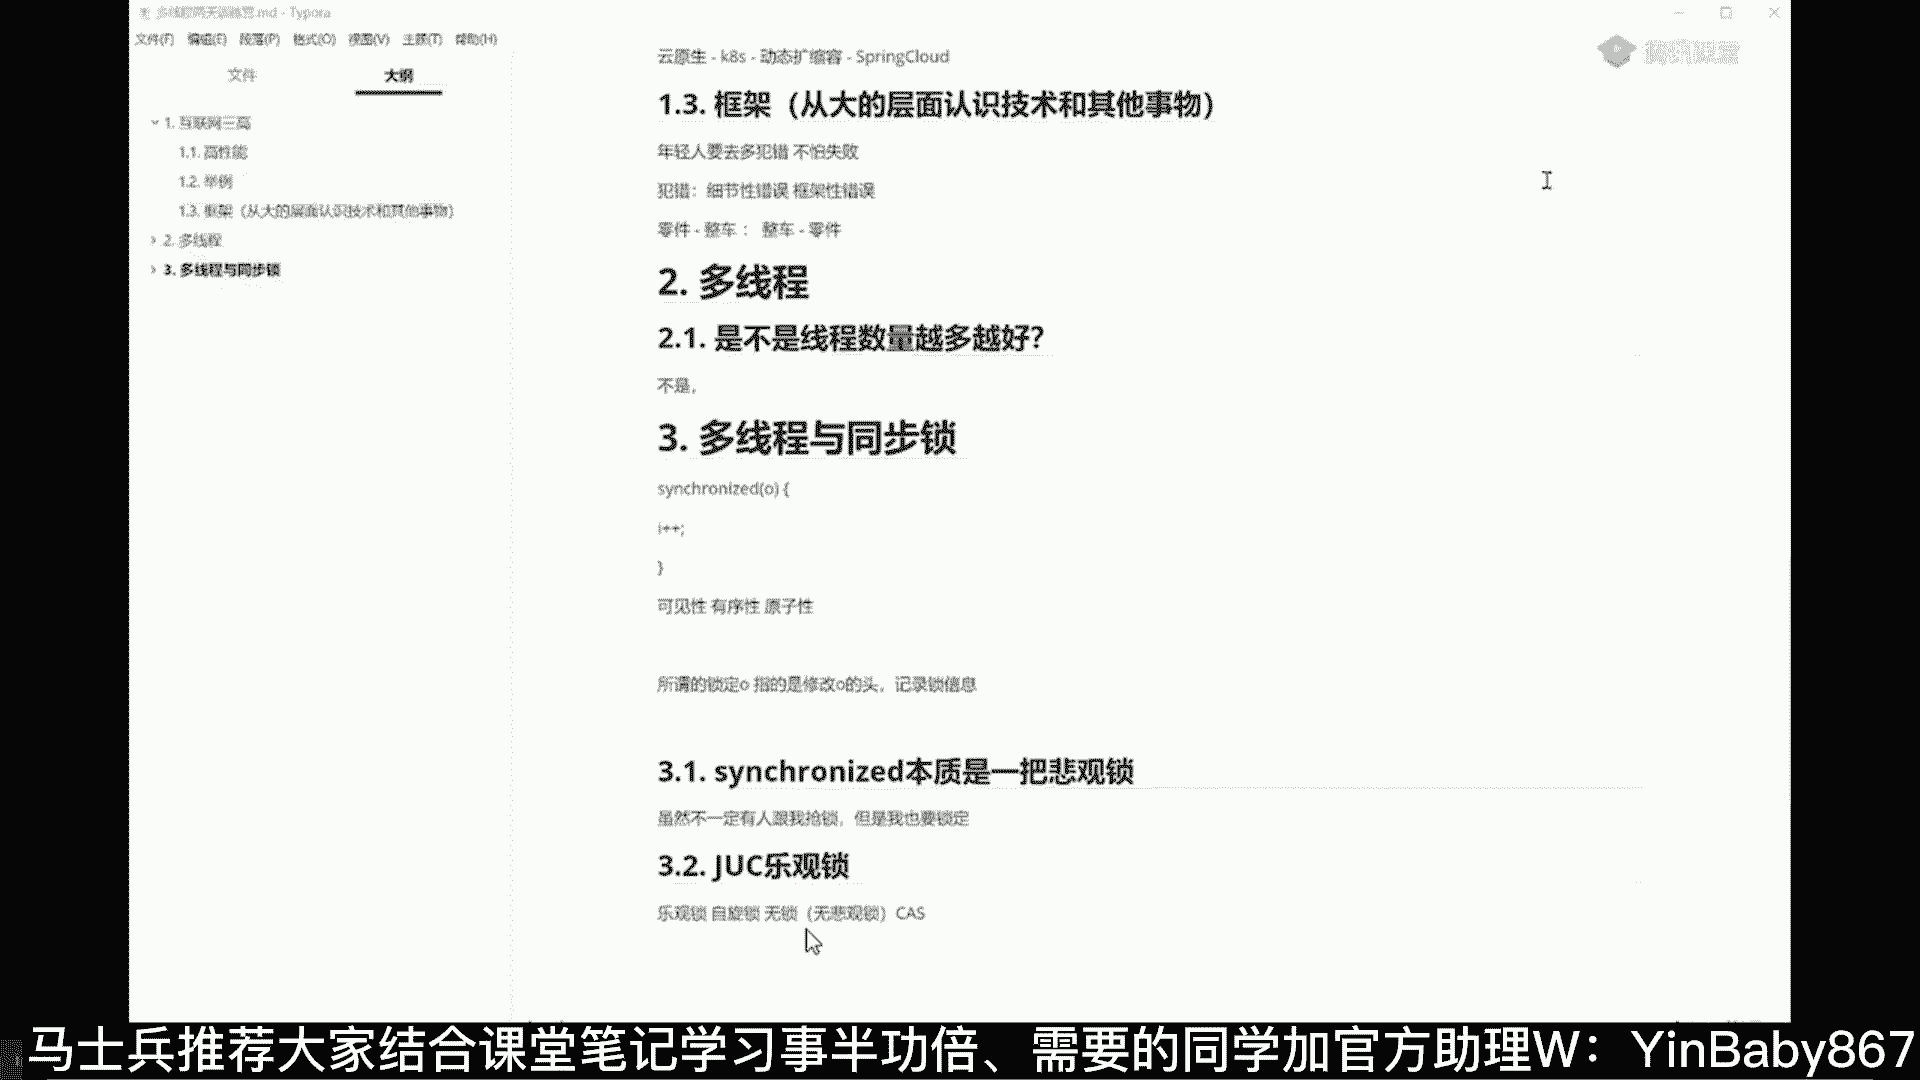 多线程两天训练营.md - Typora
文件(F) 编辑(E) 段落(P) 格式(O) 视图(V) 主题(T) 帮助(H)
文件
大纲
1. 互联网三高
1.1. 高性能
1.2. 举例
1.3. 框架（从大的层面认识技术和其他事物）
2. 多线程
3. 多线程与同步锁
腾讯课堂
云原生 - k8s - 动态扩缩容 - SpringCloud
1.3. 框架（从大的层面认识技术和其他事物）
年轻人要去多犯错 不怕失败
犯错：细节性错误 框架性错误
零件 - 整车 ： 整车 - 零件
2. 多线程
2.1. 是不是线程数量越多越好？
不是，
3. 多线程与同步锁
synchronized(o) {
i++;
}
可见性 有序性 原子性
所谓的锁定o 指的是修改o的头，记录锁信息
3.1. synchronized本质是一把悲观锁
虽然不一定有人跟我抢锁，但是我也要锁定
3.2. JUC乐观锁
乐观锁 自旋锁 无锁（无悲观锁）CAS
马士兵推荐大家结合课堂笔记学习事半功倍、需要的同学加官方助理W：YinBaby867